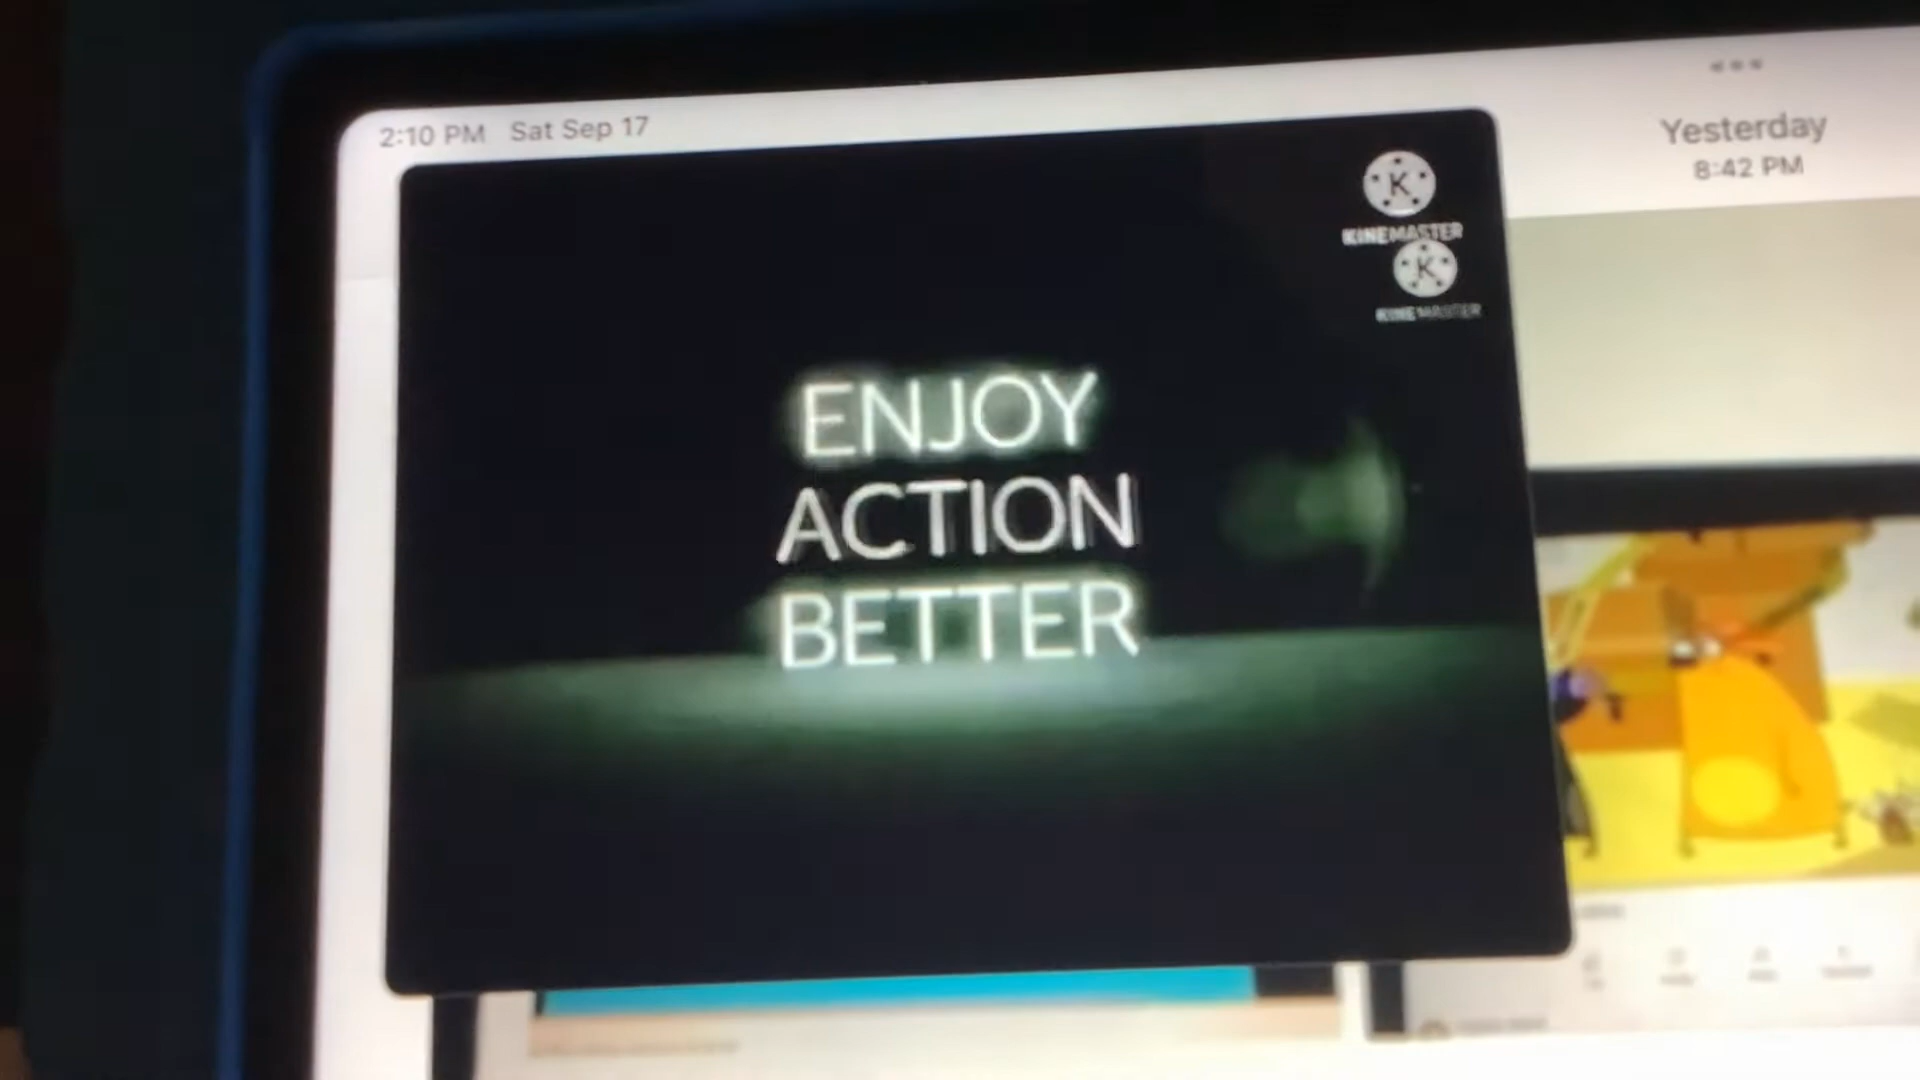 2:10 PM Sat Sep 17
Yesterday
8:42 PM
K
KINEMASTER
K
KINEMASTER
ENJOY
ACTION
BETTER